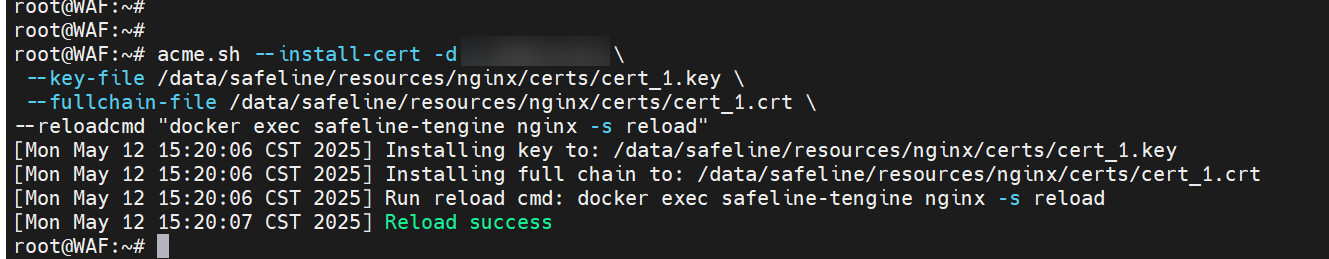 root@WAF:~#
root@WAF:~#
root@WAF:~# acme.sh --install-cert -d \
--key-file /data/safeline/resources/nginx/certs/cert_1.key \
--fullchain-file /data/safeline/resources/nginx/certs/cert_1.crt \
--reloadcmd "docker exec safeline-tengine nginx -s reload"
[Mon May 12 15:20:06 CST 2025] Installing key to: /data/safeline/resources/nginx/certs/cert_1.key
[Mon May 12 15:20:06 CST 2025] Installing full chain to: /data/safeline/resources/nginx/certs/cert_1.crt
[Mon May 12 15:20:06 CST 2025] Run reload cmd: docker exec safeline-tengine nginx -s reload
[Mon May 12 15:20:07 CST 2025] Reload success
root@WAF:~#